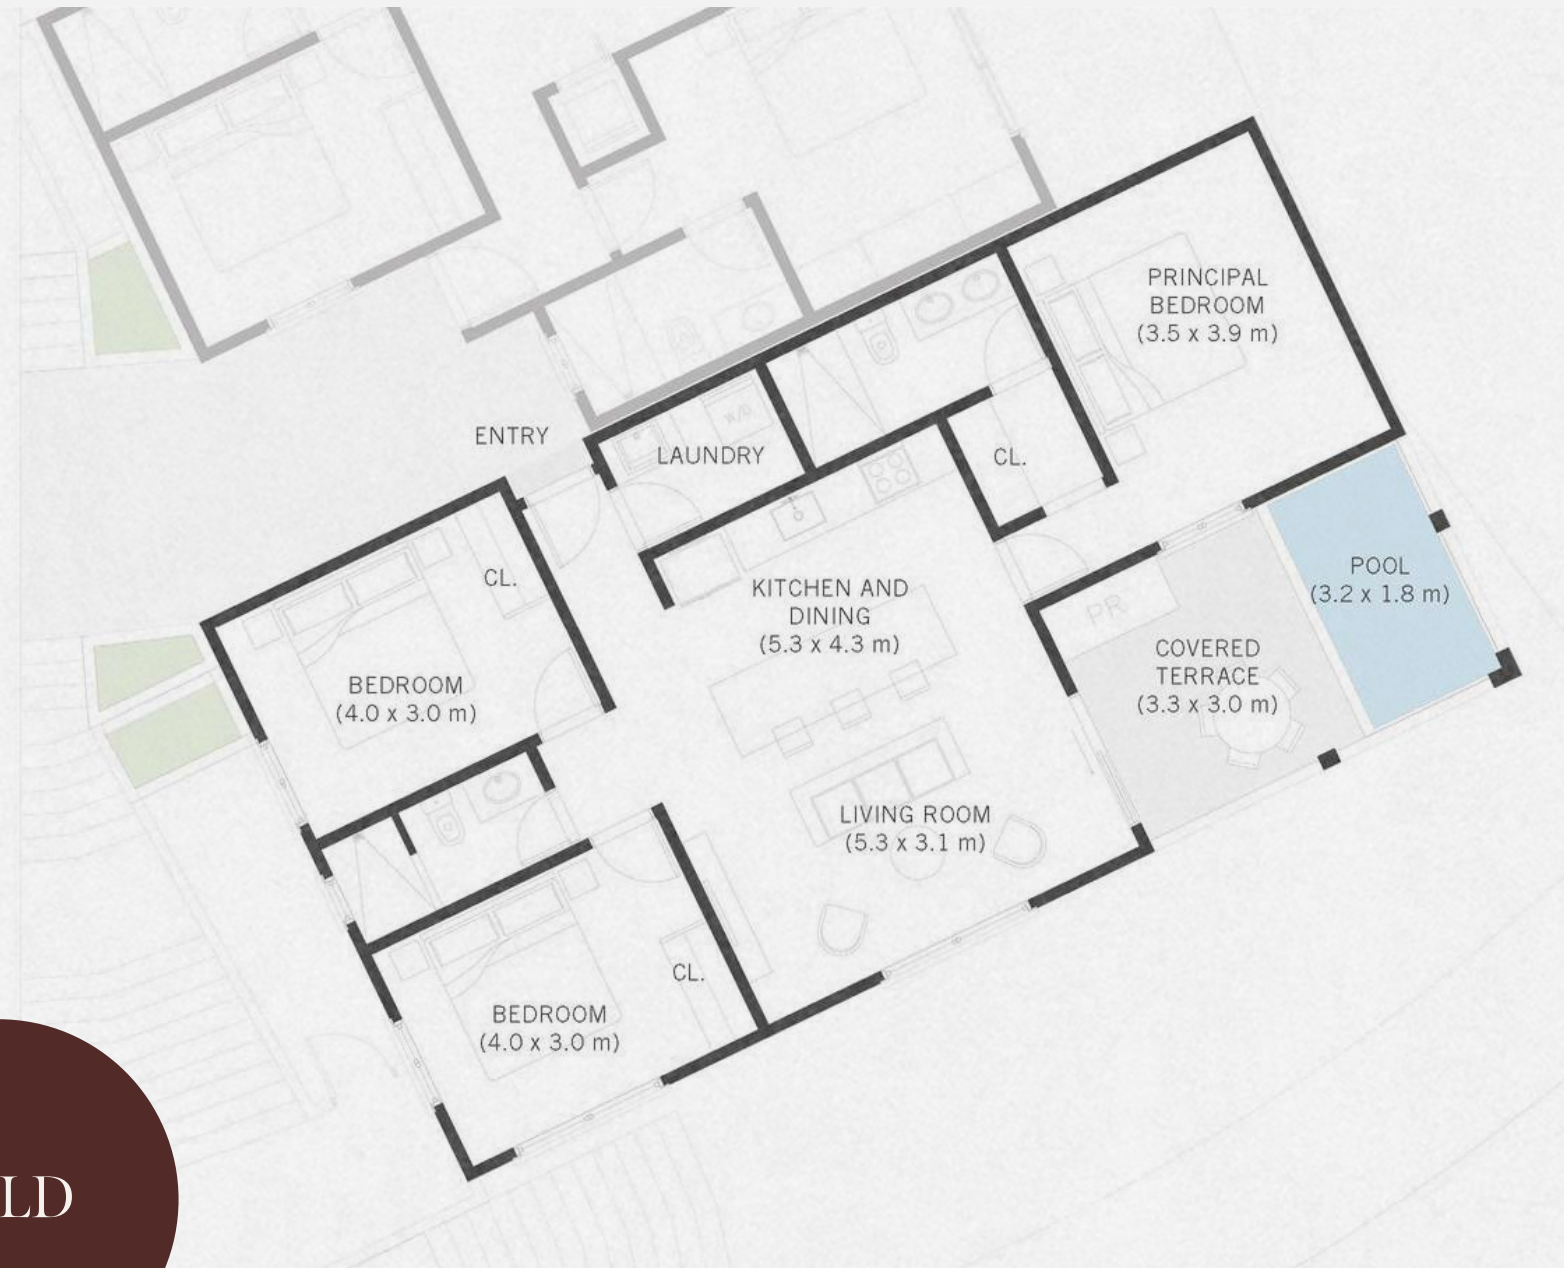 PRINCIPAL
BEDROOM
(3.5 x 3.9 m)
ENTRY
LAUNDRY
W/D
CL.
CL.
KITCHEN AND
DINING
(5.3 x 4.3 m)
POOL
(3.2 x 1.8 m)
PR
COVERED
TERRACE
(3.3 x 3.0 m)
BEDROOM
(4.0 x 3.0 m)
LIVING ROOM
(5.3 x 3.1 m)
CL.
BEDROOM
(4.0 x 3.0 m)
LD